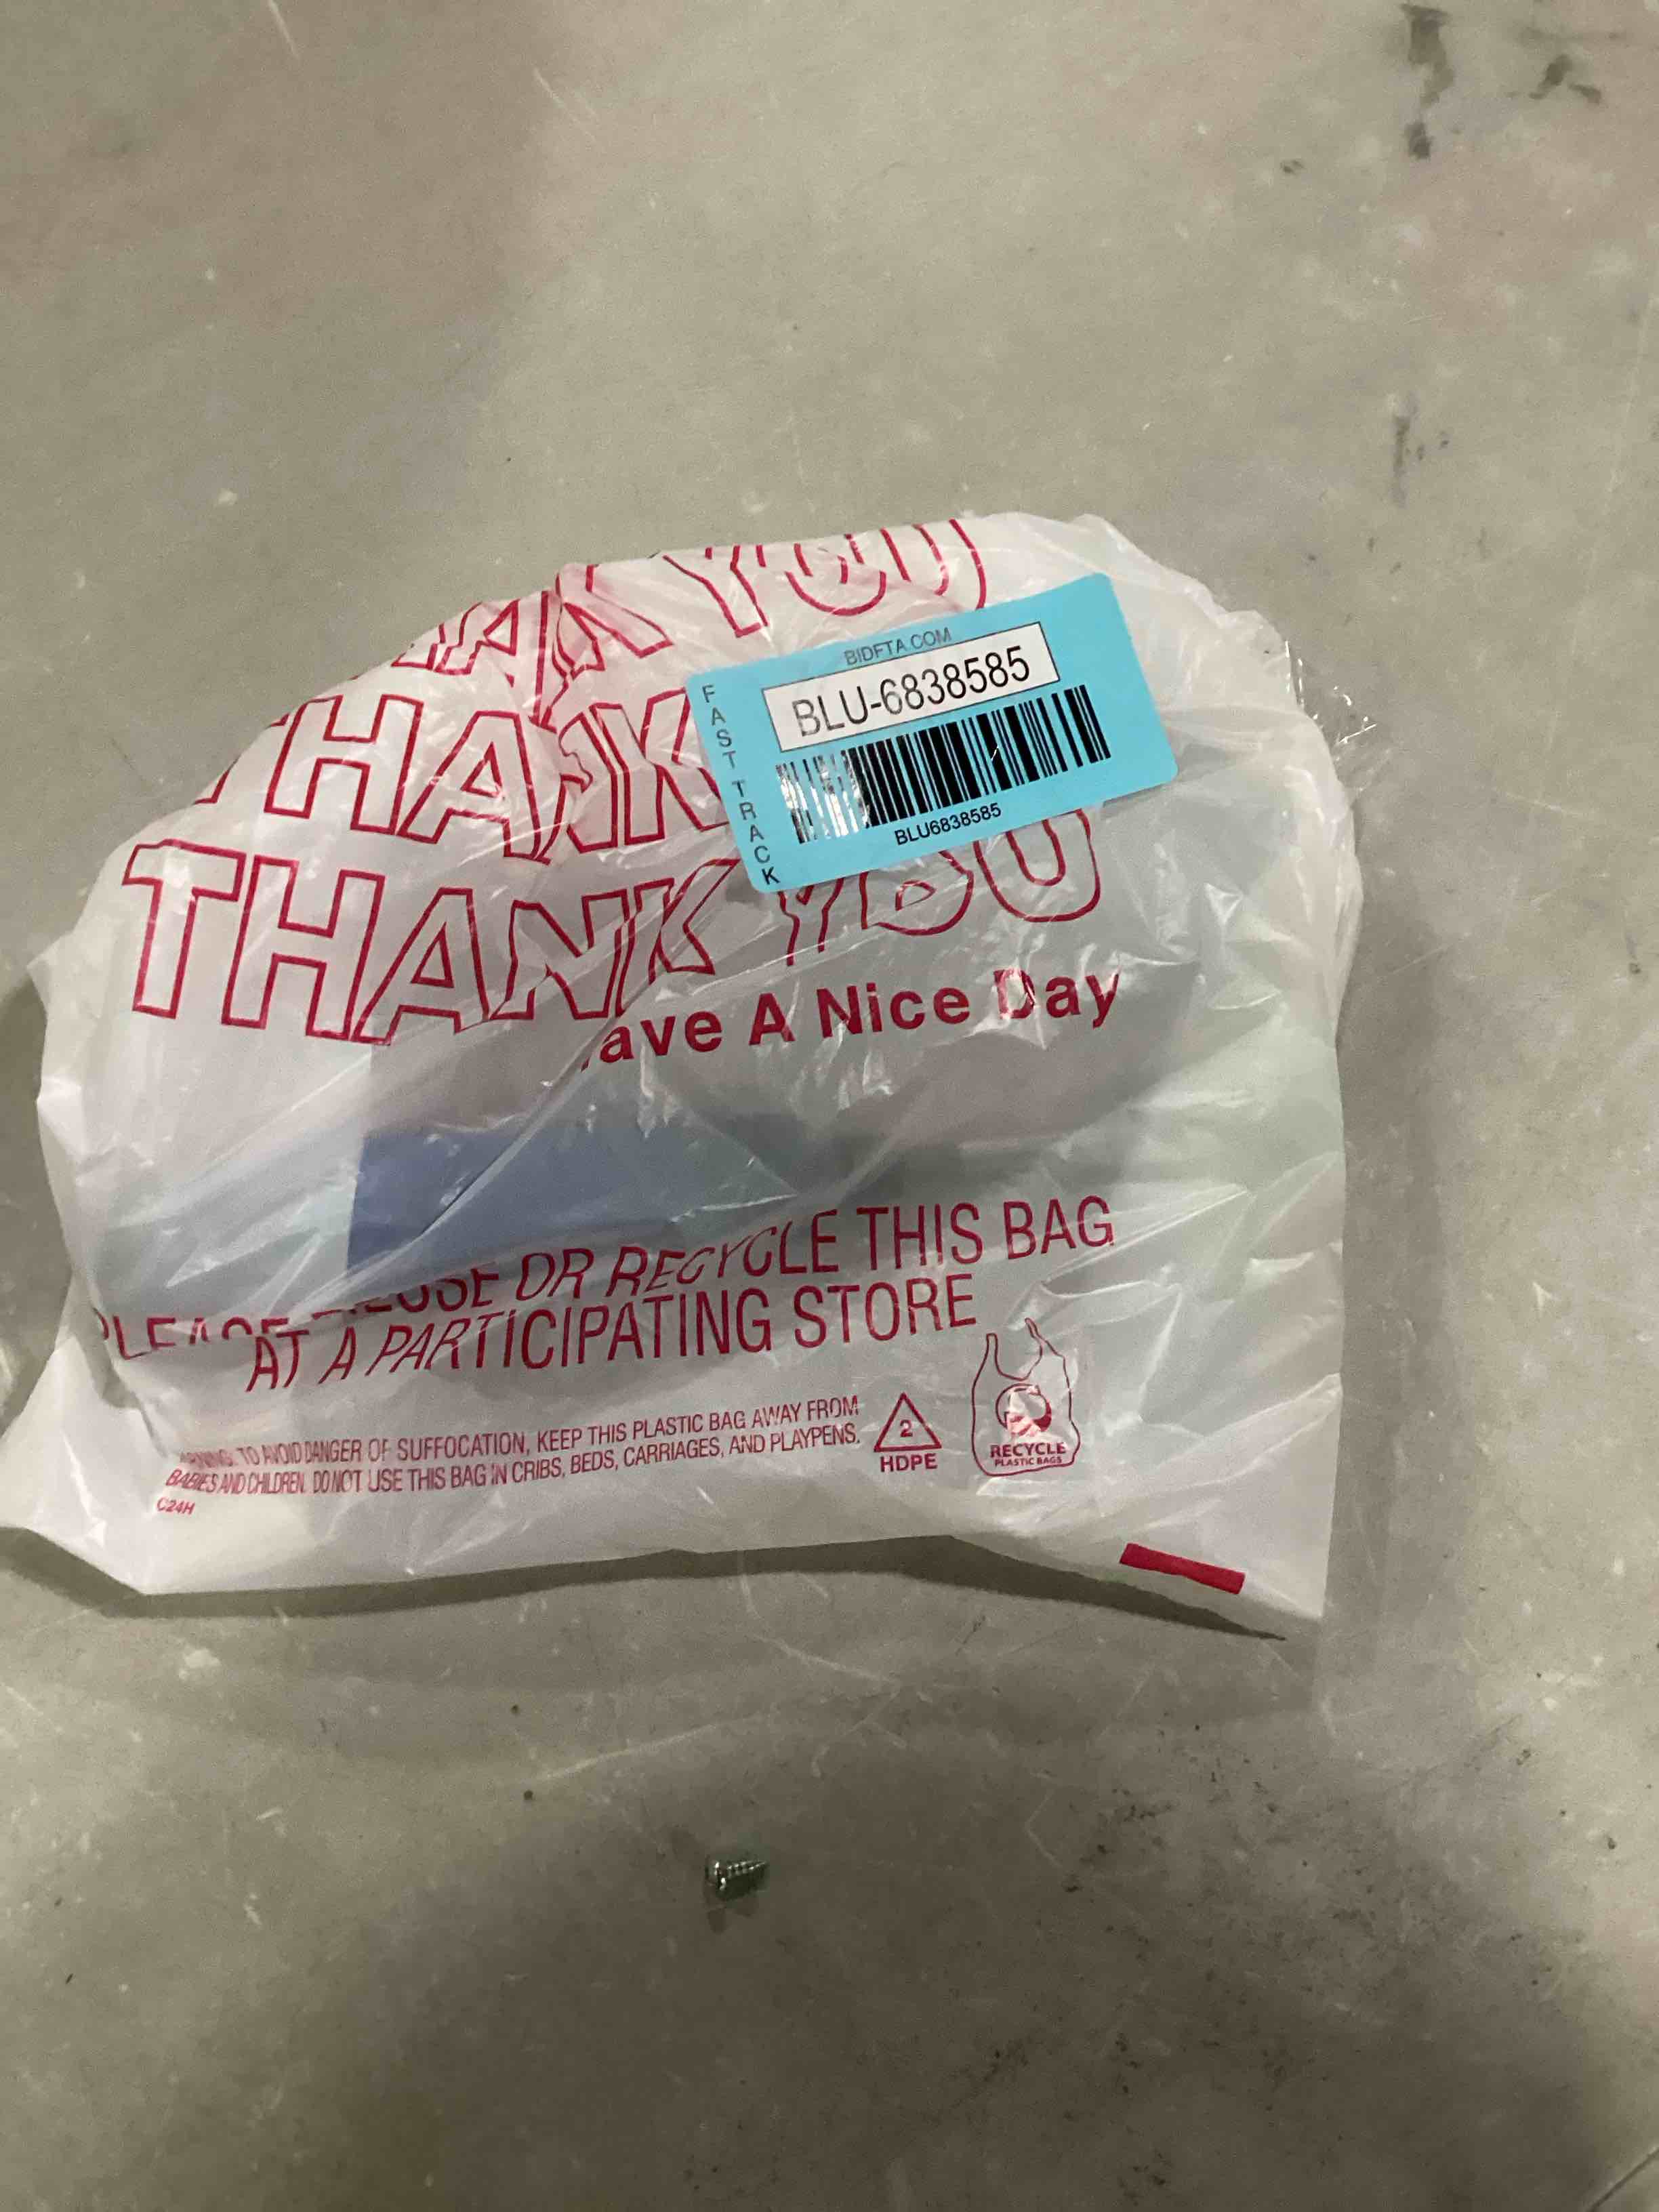 YOU
BIDFTA.COM
BLU-6838585
FAST TRACK
BLU6838585
THANK
THANK YOU
ave A Nice Day
OR RECYCLE THIS BAG
AT A PARTICIPATING STORE
TO AVOID DANGER OF SUFFOCATION, KEEP THIS PLASTIC BAG AWAY FROM
BABIES AND CHILDREN. DO NOT USE THIS BAG IN CRIBS, BEDS, CARRIAGES, AND PLAYPENS.
C24H
2
HDPE
RECYCLE
PLASTIC BAGS